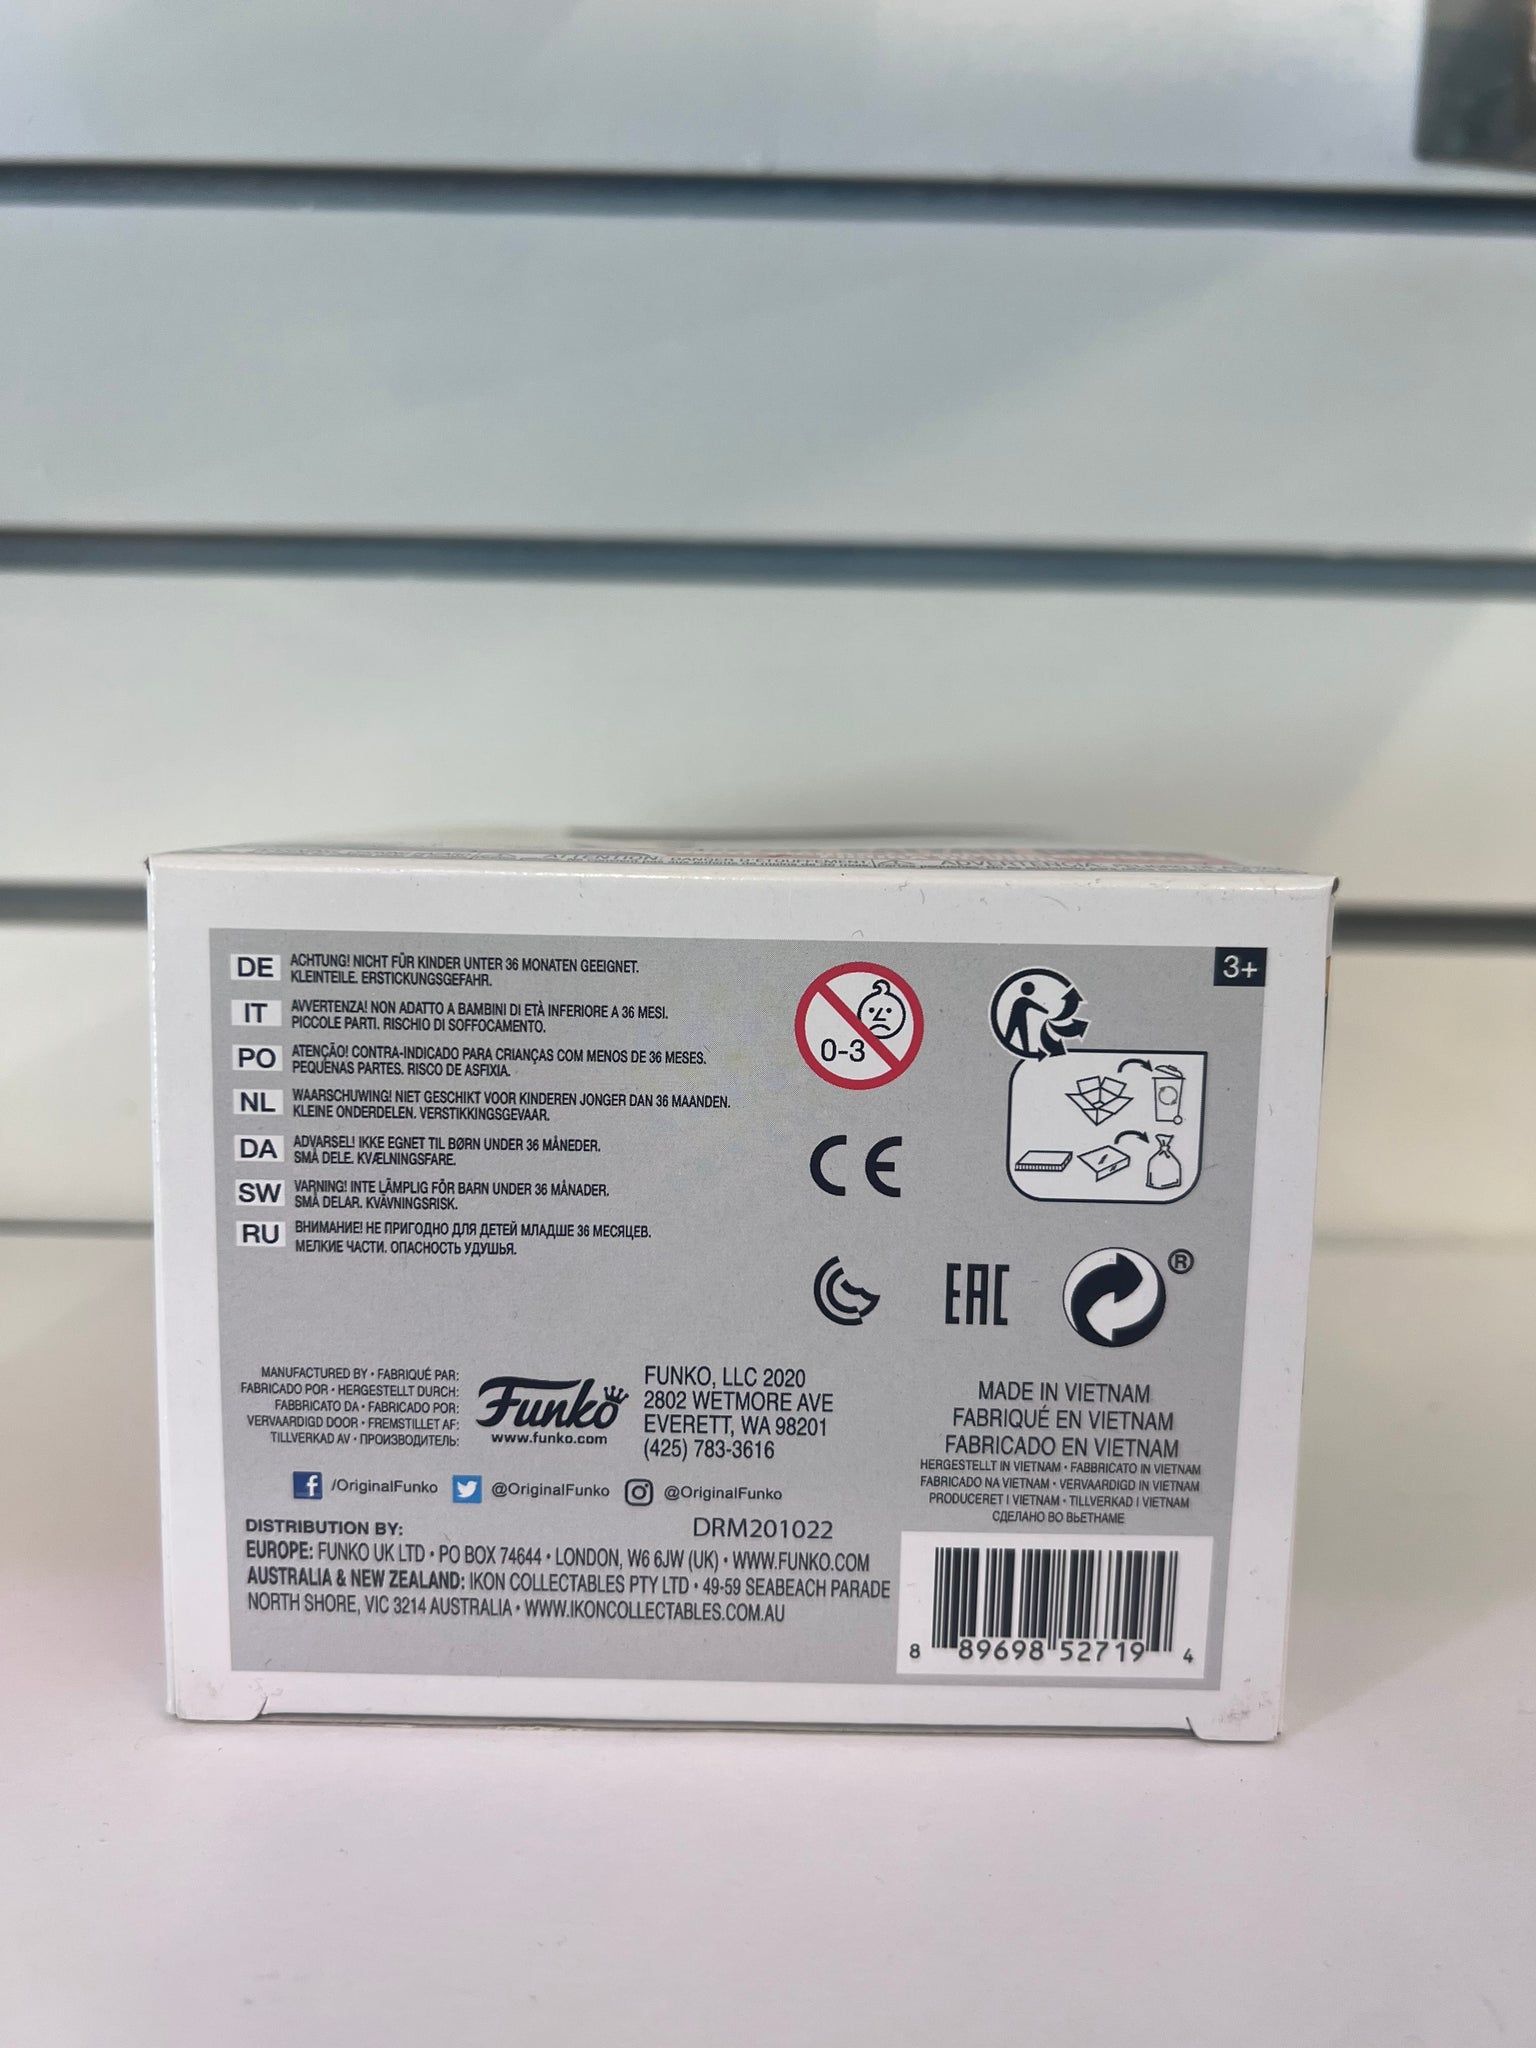 ATTENTION:
DANGER D'ÉTOUFFEMENT
ADVERTENCIA
DE ACHTUNG! NICHT FÜR KINDER UNTER 36 MONATEN GEEIGNET.
KLEINTEILE. ERSTICKUNGSGEFAHR.
IT AVVERTENZA! NON ADATTO A BAMBINI DI ETÀ INFERIORE A 36 MESI.
PICCOLE PARTI. RISCHIO DI SOFFOCAMENTO.
PO ATENÇÃO! CONTRA-INDICADO PARA CRIANÇAS COM MENOS DE 36 MESES.
PEQUENAS PARTES. RISCO DE ASFIXIA.
NL WAARSCHUWING! NIET GESCHIKT VOOR KINDEREN JONGER DAN 36 MAANDEN.
KLEINE ONDERDELEN. VERSTIKKINGSGEVAAR.
DA ADVARSEL! IKKE EGNET TIL BØRN UNDER 36 MÅNEDER.
SMÅ DELE. KVÆLNINGSFARE.
SW VARNING! INTE LÄMPLIG FÖR BARN UNDER 36 MÅNADER.
SMÅ DELAR. KVÄVNINGSRISK.
RU ВНИМАНИЕ! НЕ ПРИГОДНО ДЛЯ ДЕТЕЙ МЛАДШЕ 36 МЕСЯЦЕВ.
МЕЛКИЕ ЧАСТИ. ОПАСНОСТЬ УДУШЬЯ.
0-3
3+
CE
EAC
®
MANUFACTURED BY • FABRIQUÉ PAR:
FABRICADO POR • HERGESTELLT DURCH:
FABBRICATO DA • FABRICADO POR:
VERVAARDIGD DOOR • FREMSTILLET AF:
TILLVERKAD AV • ПРОИЗВОДИТЕЛЬ:
Funko
www.funko.com
FUNKO, LLC 2020
2802 WETMORE AVE
EVERETT, WA 98201
(425) 783-3616
MADE IN VIETNAM
FABRIQUÉ EN VIETNAM
FABRICADO EN VIETNAM
HERGESTELLT IN VIETNAM • FABBRICATO IN VIETNAM
FABRICADO NA VIETNAM • VERVAARDIGD IN VIETNAM
PRODUCERET I VIETNAM • TILLVERKAD I VIETNAM
СДЕЛАНО ВО ВЬЕТНАМЕ
/OriginalFunko @OriginalFunko @OriginalFunko
DISTRIBUTION BY: DRM201022
EUROPE: FUNKO UK LTD • PO BOX 74644 • LONDON, W6 6JW (UK) • WWW.FUNKO.COM
AUSTRALIA & NEW ZEALAND: IKON COLLECTABLES PTY LTD • 49-59 SEABEACH PARADE
NORTH SHORE, VIC 3214 AUSTRALIA • WWW.IKONCOLLECTABLES.COM.AU
8 89698 52719 4